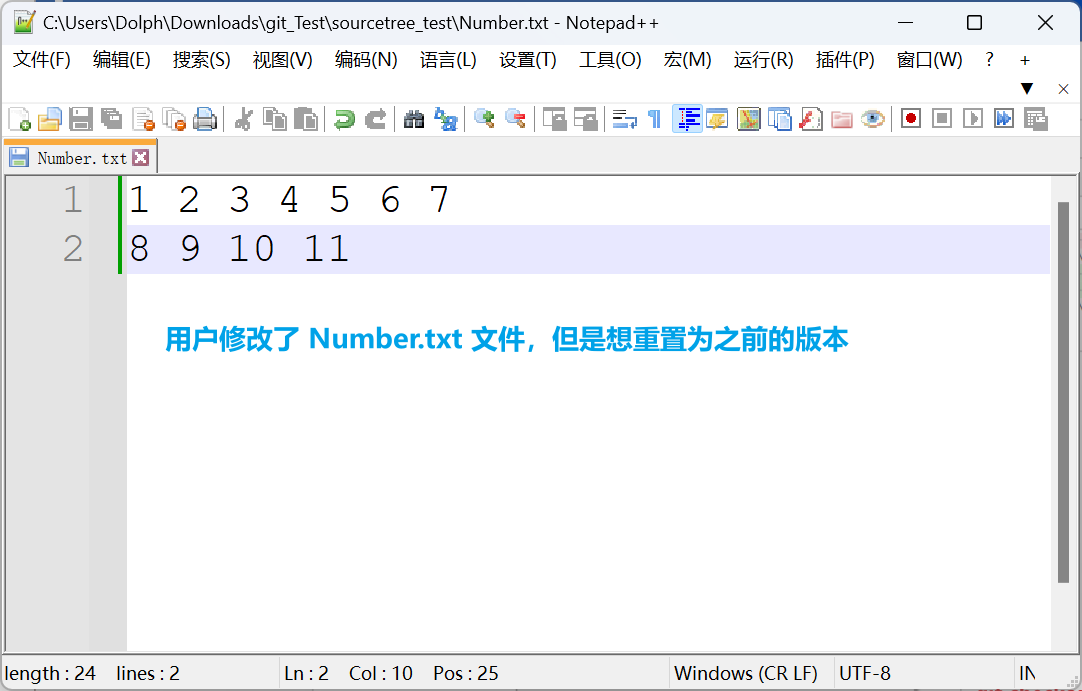 C:\Users\Dolph\Downloads\git_Test\sourcetree_test\Number.txt - Notepad++
文件(F) 编辑(E) 搜索(S) 视图(V) 编码(N) 语言(L) 设置(T) 工具(O) 宏(M) 运行(R) 插件(P) 窗口(W) ? +
Number.txt
1 1 2 3 4 5 6 7
2 8 9 10 11
用户修改了 Number.txt 文件，但是想重置为之前的版本
length : 24 lines : 2 Ln : 2 Col : 10 Pos : 25 Windows (CR LF) UTF-8 IN